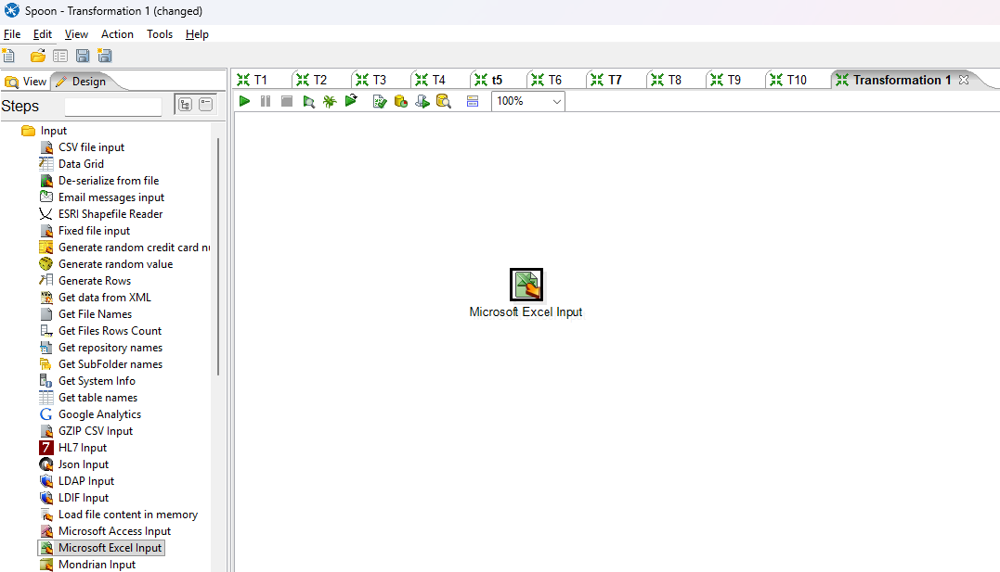 Spoon - Transformation 1 (changed)
File Edit View Action Tools Help
View Design
T1 T2 T3 T4 t5 T6 T7 T8 T9 T10 Transformation 1
Steps
100%
Input
CSV file input
Data Grid
De-serialize from file
Email messages input
ESRI Shapefile Reader
Fixed file input
Generate random credit card nu
Generate random value
Generate Rows
Get data from XML
Get File Names
Get Files Rows Count
Get repository names
Get SubFolder names
Get System Info
Get table names
Google Analytics
GZIP CSV Input
HL7 Input
Json Input
LDAP Input
LDIF Input
Load file content in memory
Microsoft Access Input
Microsoft Excel Input
Mondrian Input
Microsoft Excel Input